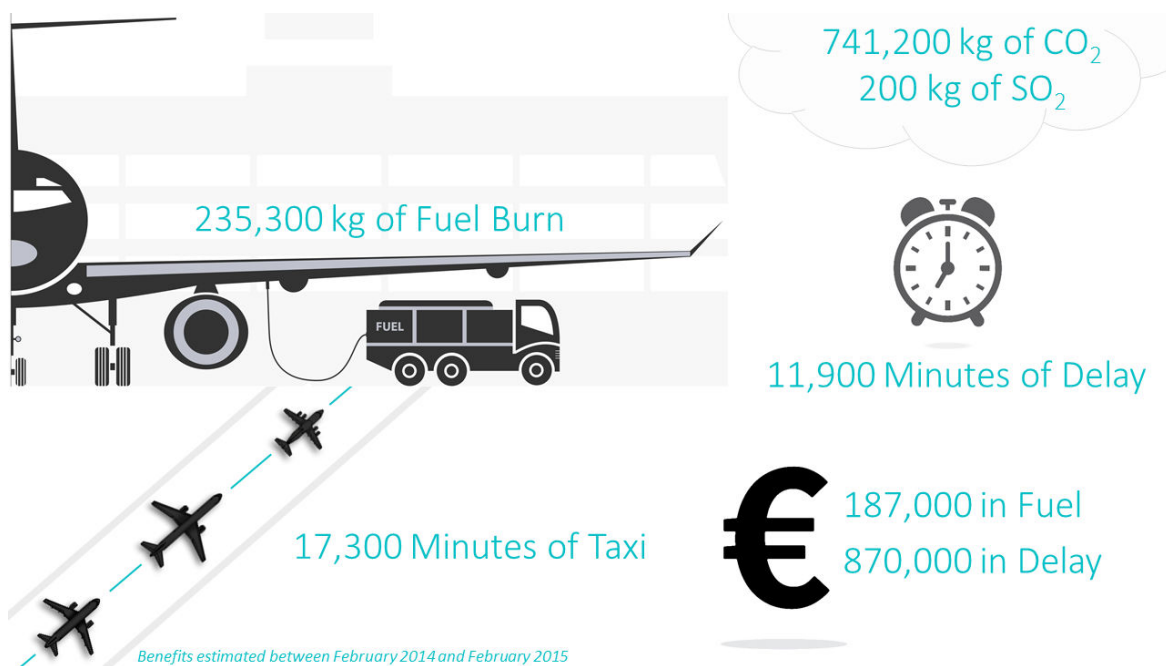 741,200 kg of CO₂
200 kg of SO₂
235,300 kg of Fuel Burn
FUEL
11,900 Minutes of Delay
17,300 Minutes of Taxi
€ 187,000 in Fuel
870,000 in Delay
Benefits estimated between February 2014 and February 2015